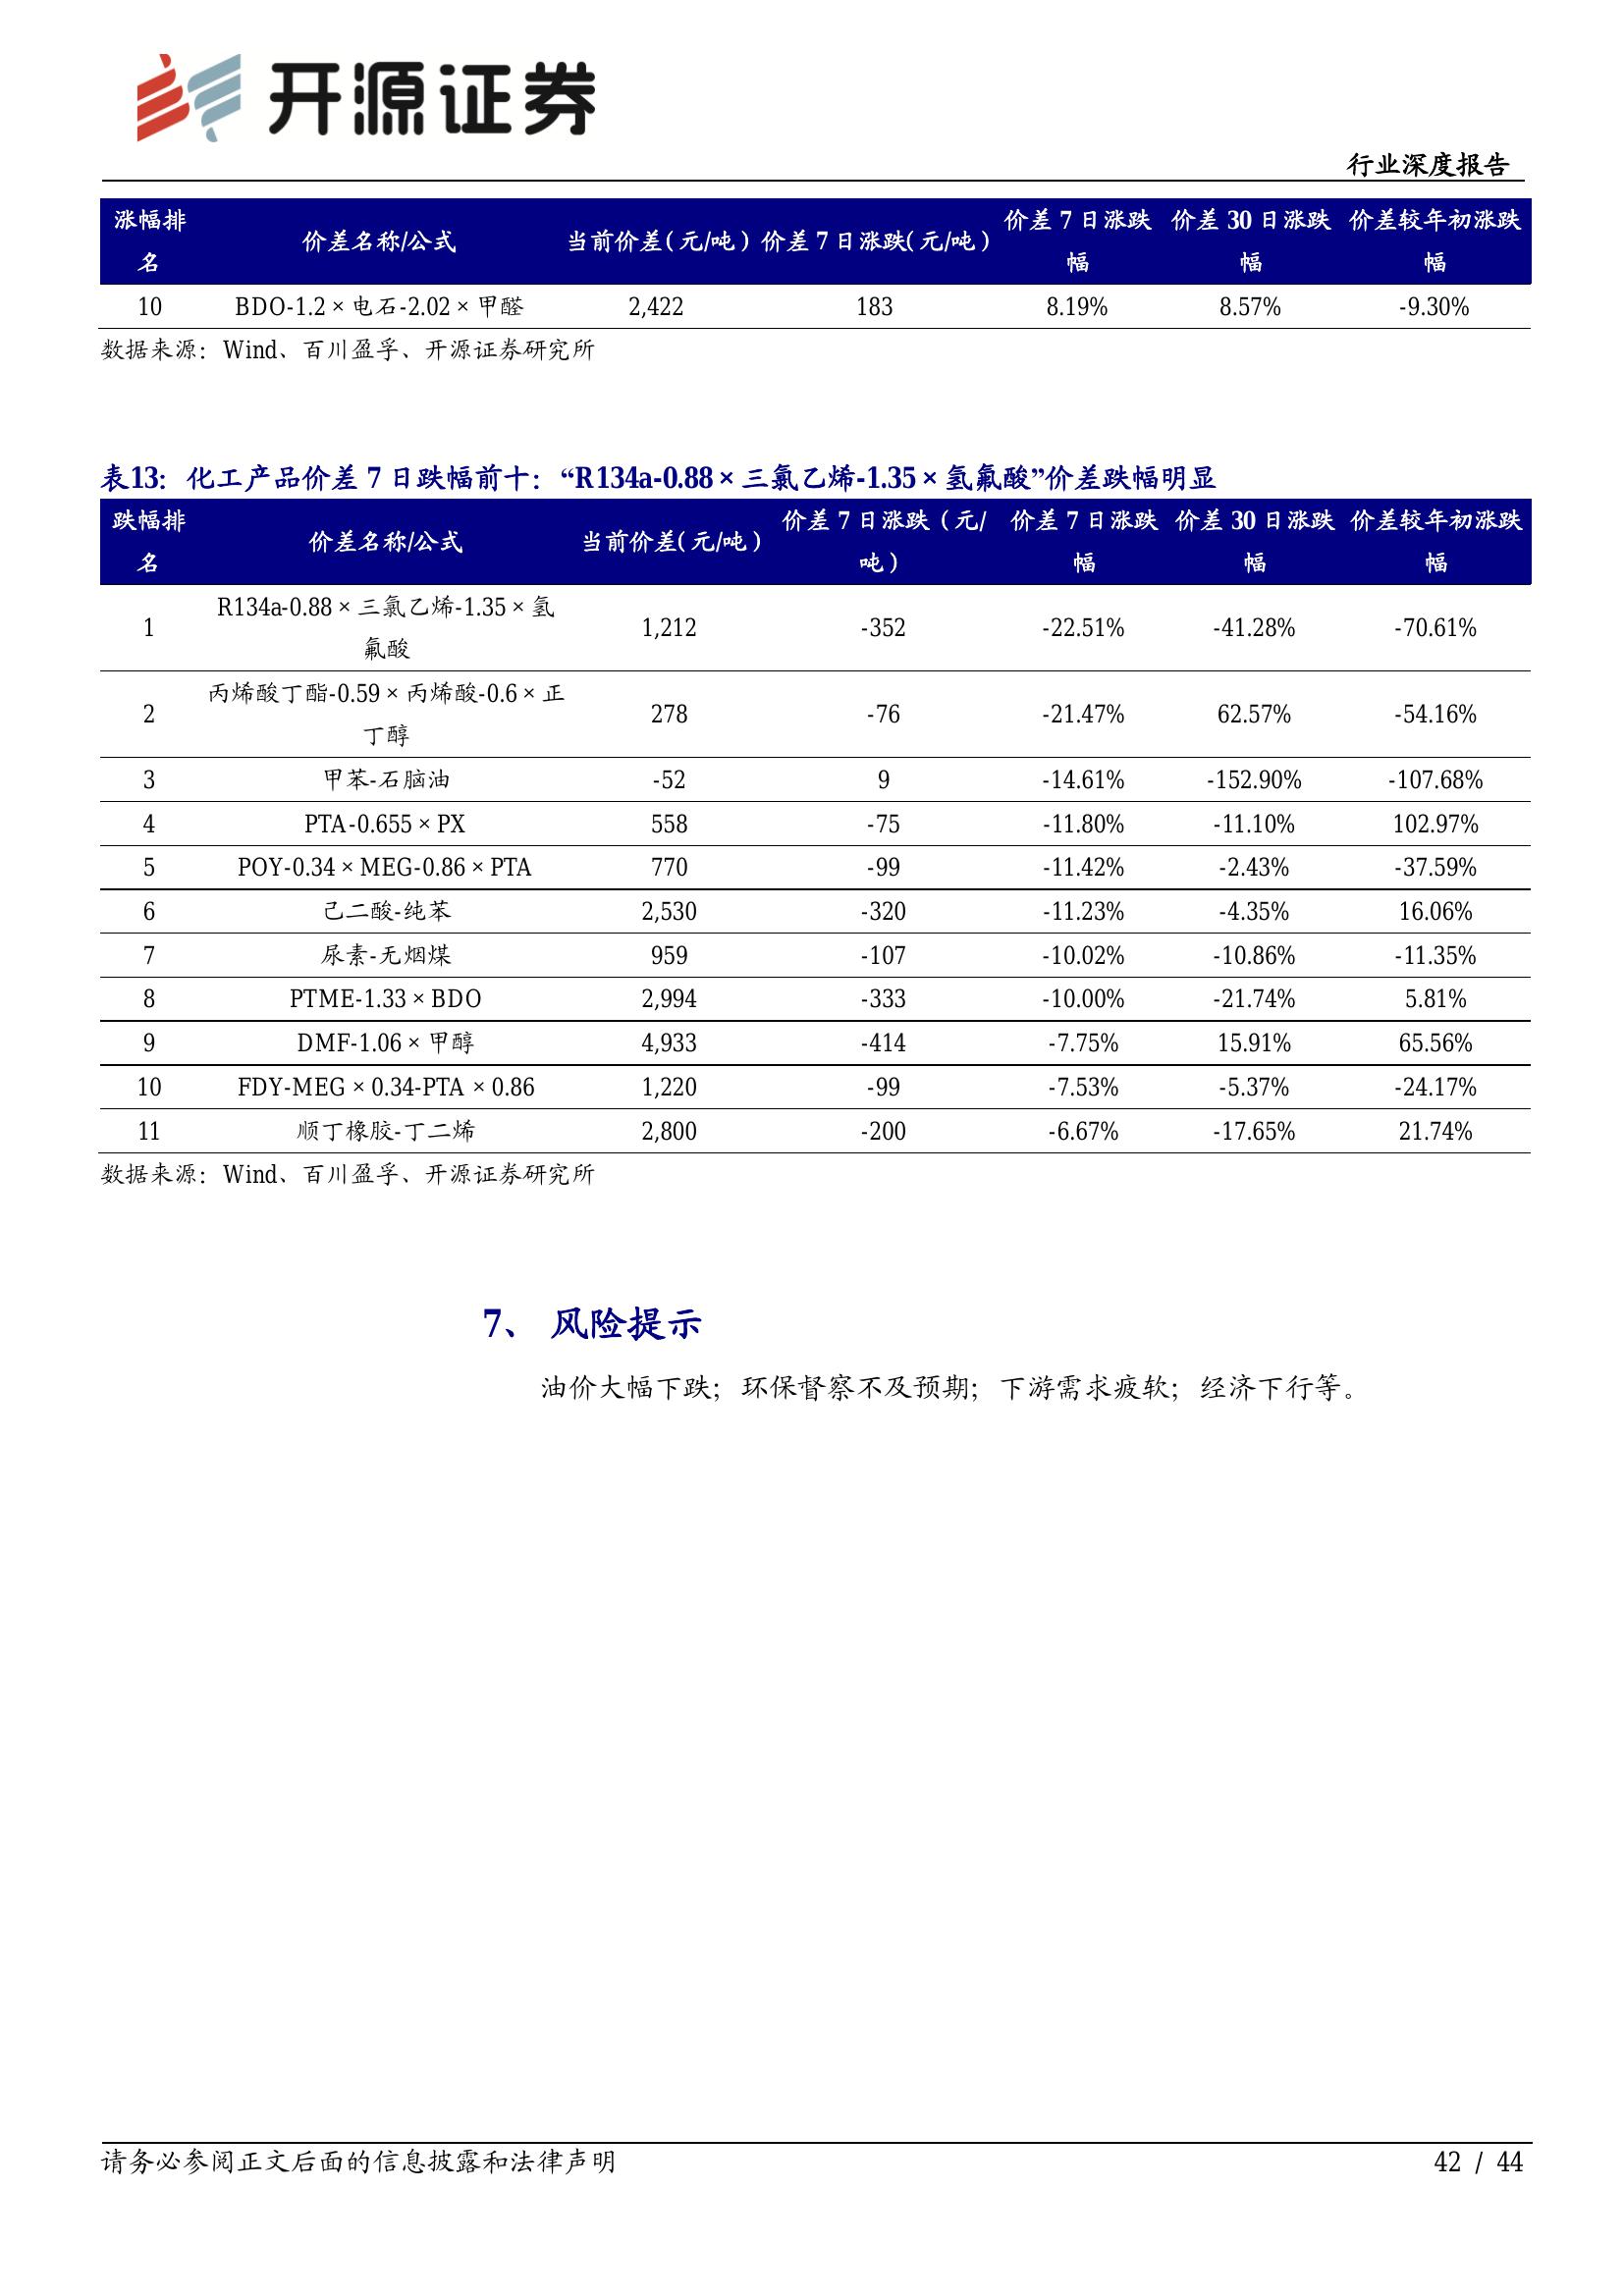 开源证券
行业深度报告
涨幅排名 价差名称/公式 当前价差(元/吨) 价差 7 日涨跌(元/吨) 价差 7 日涨跌幅 价差 30 日涨跌幅 价差较年初涨跌幅
10 BDO-1.2×电石-2.02×甲醛 2,422 183 8.19% 8.57% -9.30%
数据来源：Wind、百川盈孚、开源证券研究所
表13：化工产品价差 7 日跌幅前十：“R134a-0.88×三氯乙烯-1.35×氢氟酸”价差跌幅明显
跌幅排名 价差名称/公式 当前价差(元/吨) 价差 7 日涨跌（元/吨） 价差 7 日涨跌幅 价差 30 日涨跌幅 价差较年初涨跌幅
1 R134a-0.88×三氯乙烯-1.35×氢氟酸 1,212 -352 -22.51% -41.28% -70.61%
2 丙烯酸丁酯-0.59×丙烯酸-0.6×正丁醇 278 -76 -21.47% 62.57% -54.16%
3 甲苯-石脑油 -52 9 -14.61% -152.90% -107.68%
4 PTA-0.655×PX 558 -75 -11.80% -11.10% 102.97%
5 POY-0.34×MEG-0.86×PTA 770 -99 -11.42% -2.43% -37.59%
6 己二酸-纯苯 2,530 -320 -11.23% -4.35% 16.06%
7 尿素-无烟煤 959 -107 -10.02% -10.86% -11.35%
8 PTME-1.33×BDO 2,994 -333 -10.00% -21.74% 5.81%
9 DMF-1.06×甲醇 4,933 -414 -7.75% 15.91% 65.56%
10 FDY-MEG×0.34-PTA×0.86 1,220 -99 -7.53% -5.37% -24.17%
11 顺丁橡胶-丁二烯 2,800 -200 -6.67% -17.65% 21.74%
数据来源：Wind、百川盈孚、开源证券研究所
7、 风险提示
油价大幅下跌；环保督察不及预期；下游需求疲软；经济下行等。
请务必参阅正文后面的信息披露和法律声明 42 / 44